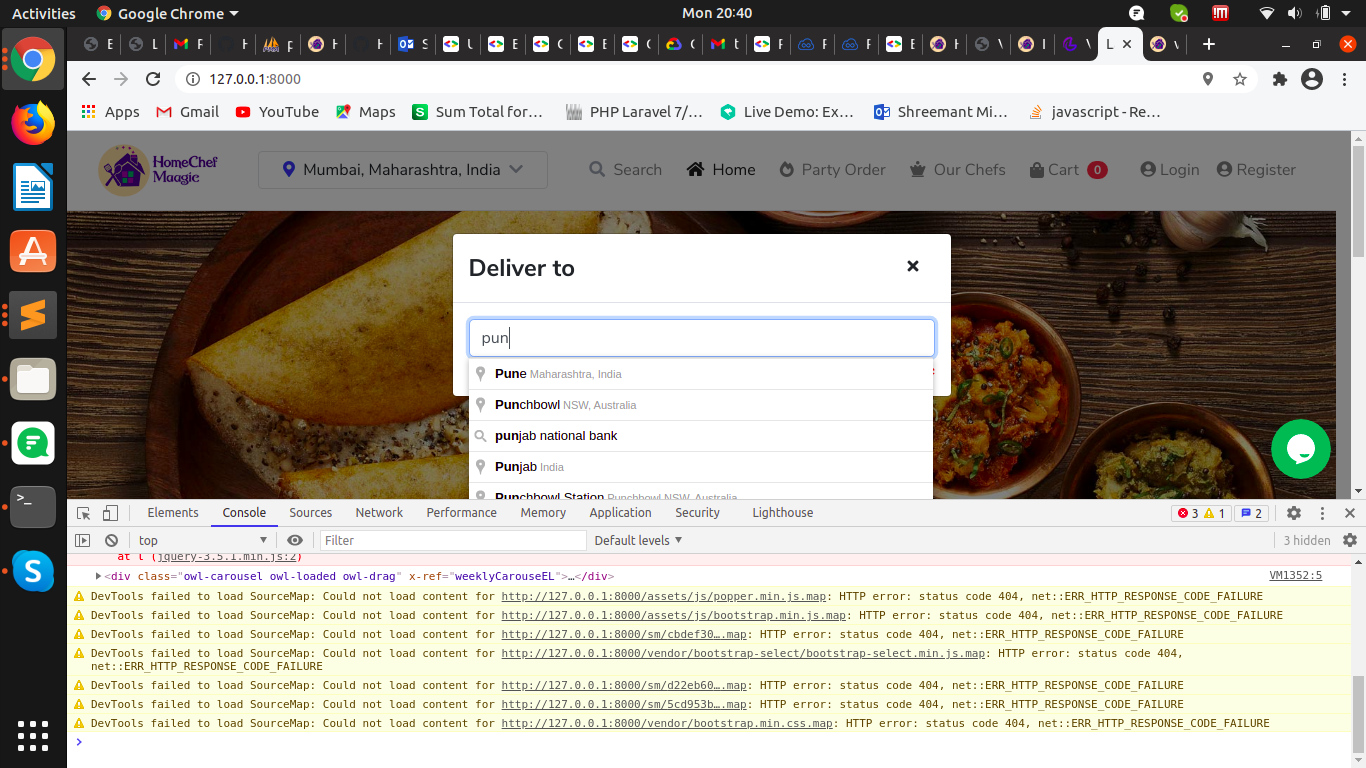 Activities Google Chrome Mon 20:40
L
127.0.0.1:8000
Apps Gmail YouTube Maps Sum Total for… PHP Laravel 7/… Live Demo: Ex… Shreemant Mi… javascript - Re…
HomeChef Maagic
Mumbai, Maharashtra, India Search Home Party Order Our Chefs Cart 0 Login Register
Deliver to
pun
Pune Maharashtra, India
Punchbowl NSW, Australia
punjab national bank
Punjab India
Punchbowl Station Punchbowl NSW, Australia
Elements Console Sources Network Performance Memory Application Security Lighthouse 3 1 2
top Filter Default levels 3 hidden
at l (jquery-3.5.1.min.js:2)
<div class="owl-carousel owl-loaded owl-drag" x-ref="weeklyCarouseEL">…</div> VM1352:5
DevTools failed to load SourceMap: Could not load content for http://127.0.0.1:8000/assets/js/popper.min.js.map: HTTP error: status code 404, net::ERR_HTTP_RESPONSE_CODE_FAILURE
DevTools failed to load SourceMap: Could not load content for http://127.0.0.1:8000/assets/js/bootstrap.min.js.map: HTTP error: status code 404, net::ERR_HTTP_RESPONSE_CODE_FAILURE
DevTools failed to load SourceMap: Could not load content for http://127.0.0.1:8000/sm/cbdef30….map: HTTP error: status code 404, net::ERR_HTTP_RESPONSE_CODE_FAILURE
DevTools failed to load SourceMap: Could not load content for http://127.0.0.1:8000/vendor/bootstrap-select/bootstrap-select.min.js.map: HTTP error: status code 404,
net::ERR_HTTP_RESPONSE_CODE_FAILURE
DevTools failed to load SourceMap: Could not load content for http://127.0.0.1:8000/sm/d22eb60….map: HTTP error: status code 404, net::ERR_HTTP_RESPONSE_CODE_FAILURE
DevTools failed to load SourceMap: Could not load content for http://127.0.0.1:8000/sm/5cd953b….map: HTTP error: status code 404, net::ERR_HTTP_RESPONSE_CODE_FAILURE
DevTools failed to load SourceMap: Could not load content for http://127.0.0.1:8000/vendor/bootstrap.min.css.map: HTTP error: status code 404, net::ERR_HTTP_RESPONSE_CODE_FAILURE